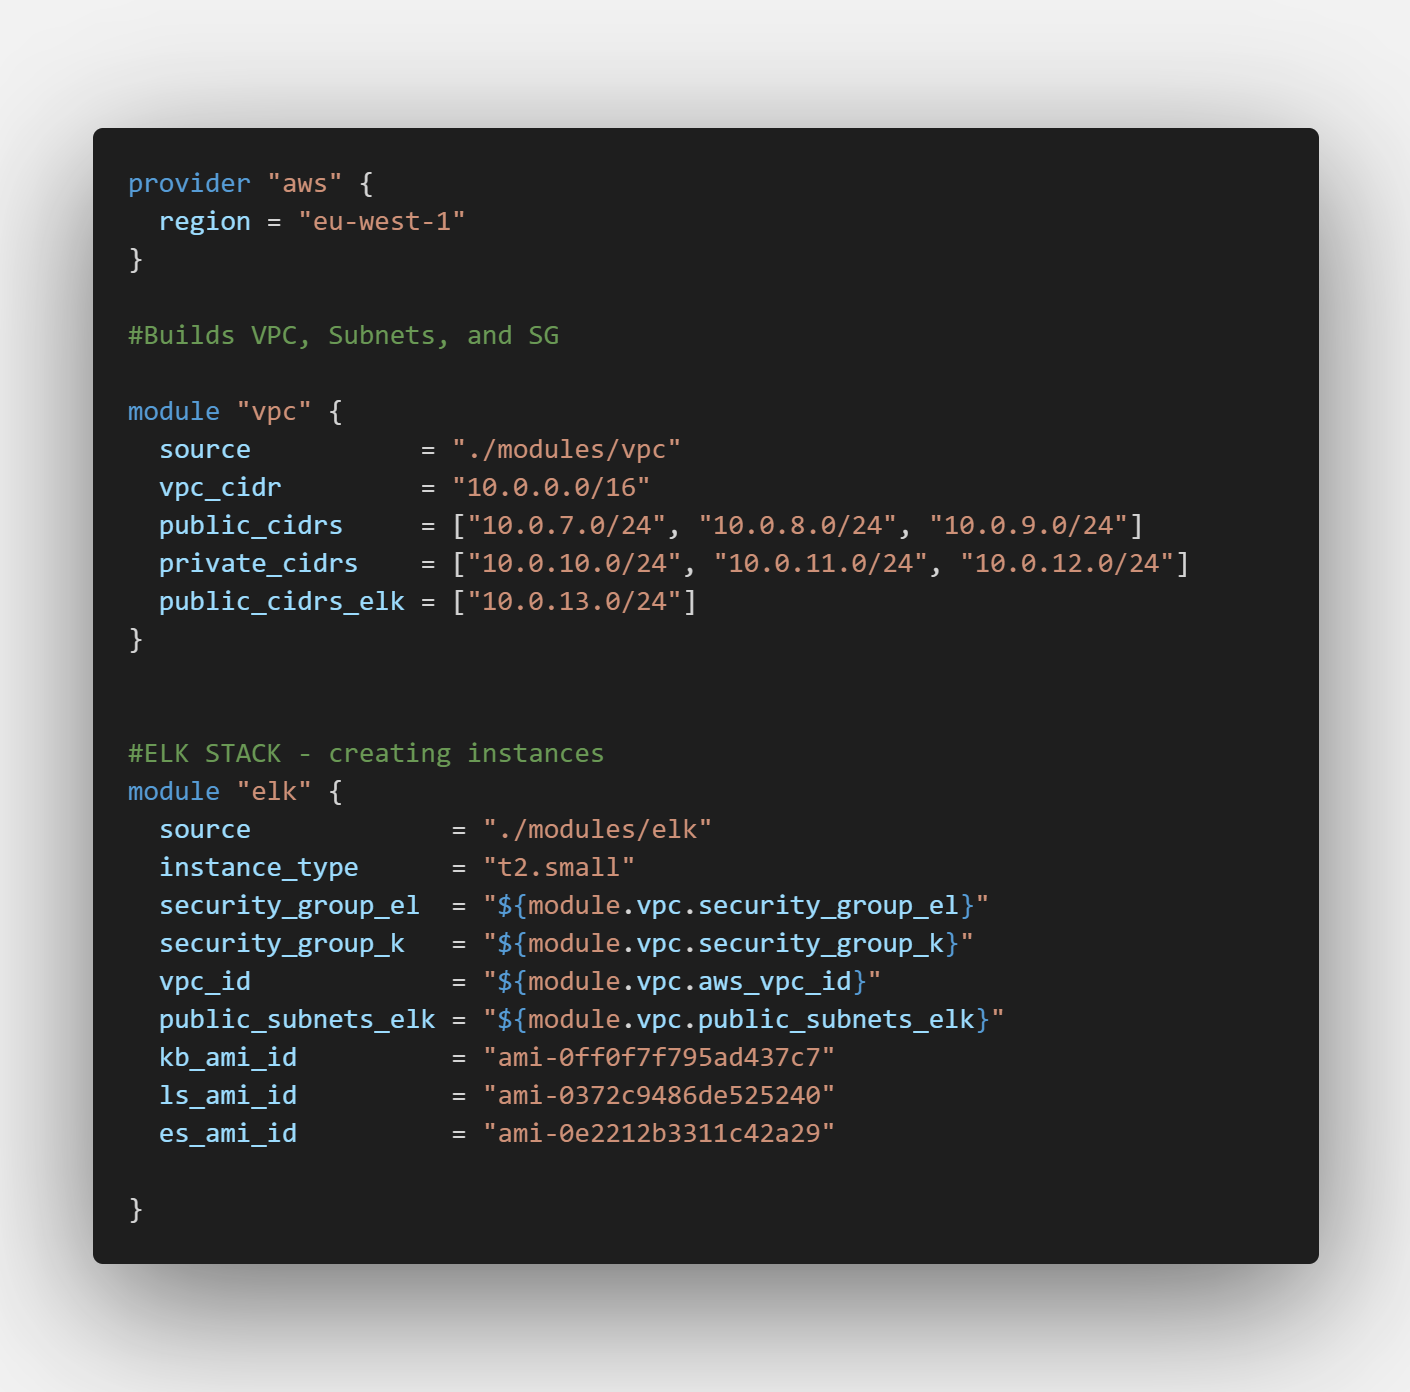 provider "aws" {
  region = "eu-west-1"
}

#Builds VPC, Subnets, and SG

module "vpc" {
  source           = "./modules/vpc"
  vpc_cidr         = "10.0.0.0/16"
  public_cidrs     = ["10.0.7.0/24", "10.0.8.0/24", "10.0.9.0/24"]
  private_cidrs    = ["10.0.10.0/24", "10.0.11.0/24", "10.0.12.0/24"]
  public_cidrs_elk = ["10.0.13.0/24"]
}


#ELK STACK - creating instances
module "elk" {
  source             = "./modules/elk"
  instance_type      = "t2.small"
  security_group_el  = "${module.vpc.security_group_el}"
  security_group_k   = "${module.vpc.security_group_k}"
  vpc_id             = "${module.vpc.aws_vpc_id}"
  public_subnets_elk = "${module.vpc.public_subnets_elk}"
  kb_ami_id          = "ami-0ff0f7f795ad437c7"
  ls_ami_id          = "ami-0372c9486de525240"
  es_ami_id          = "ami-0e2212b3311c42a29"

}